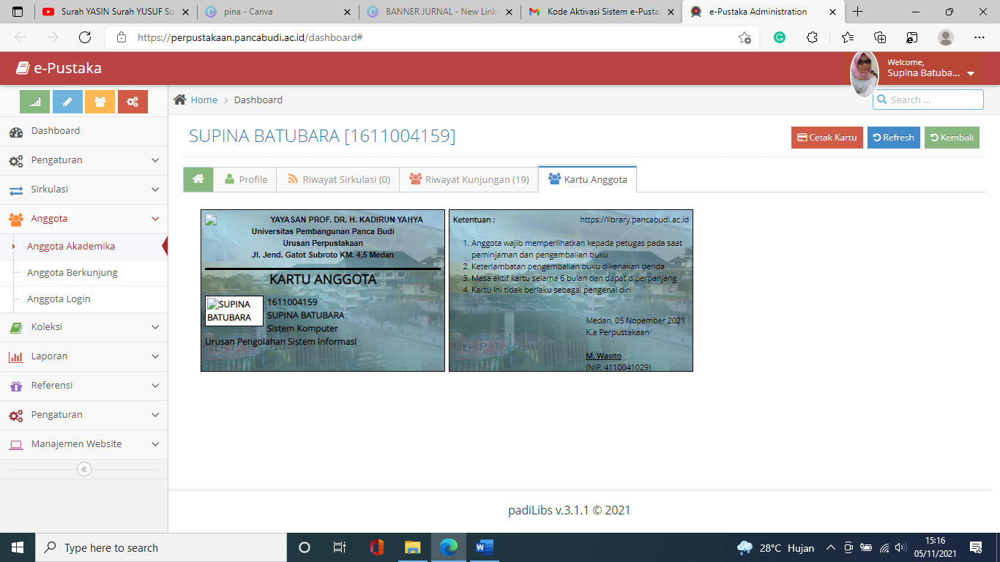 Surah YASIN Surah YUSUF Su
pina - Canva
BANNER JURNAL - New Linke
Kode Aktivasi Sistem e-Pustak
e-Pustaka Administration
https://perpustakaan.pancabudi.ac.id/dashboard#
e-Pustaka
Welcome,
Supina Batuba...
Home
Dashboard
Search ...
Dashboard
Pengaturan
Sirkulasi
Anggota
Anggota Akademika
Anggota Berkunjung
Anggota Login
Koleksi
Laporan
Referensi
Pengaturan
Manajemen Website
SUPINA BATUBARA [1611004159]
Cetak Kartu
Refresh
Kembali
Profile
Riwayat Sirkulasi (0)
Riwayat Kunjungan (19)
Kartu Anggota
YAYASAN PROF. DR. H. KADIRUN YAHYA
Universitas Pembangunan Panca Budi
Urusan Perpustakaan
Jl. Jend. Gatot Subroto KM. 4,5 Medan
KARTU ANGGOTA
SUPINA
BATUBARA
1611004159
SUPINA BATUBARA
Sistem Komputer
Urusan Pengolahan Sistem Informasi
UPT
Ketentuan :
https://library.pancabudi.ac.id
1. Anggota wajib memperlihatkan kepada petugas pada saat
peminjaman dan pengembalian buku
2. Keterlambatan pengembalian buku dikenakan denda
3. Masa aktif kartu selama 6 bulan dan dapat diperpanjang
4. Kartu ini tidak berlaku sebagai pengenal diri
Medan, 05 Nopember 2021
K.a Perpustakaan
M. Wasito
(NIP. 4110041029)
UPT
padiLibs v.3.1.1 © 2021
Type here to search
28°C Hujan
15:16
05/11/2021